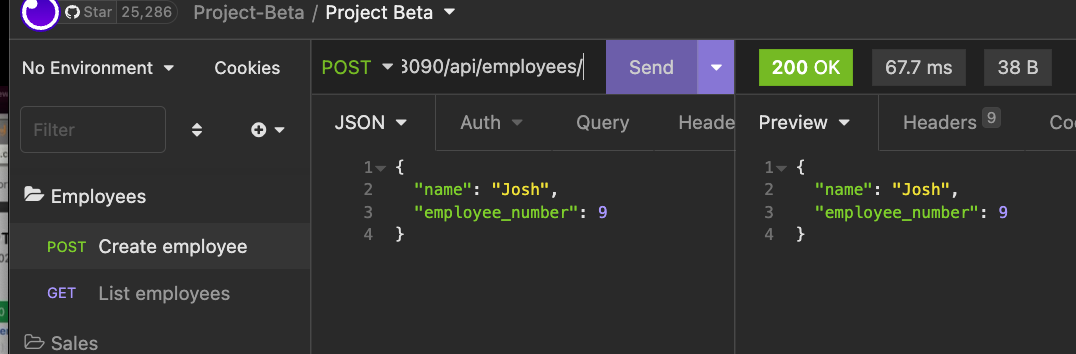 Star 25,286 Project-Beta / Project Beta
No Environment Cookies
POST 3090/api/employees/ Send
200 OK 67.7 ms 38 B
Filter
JSON Auth Query Heade
Preview Headers 9 Co
Employees
POST Create employee
GET List employees
Sales
1 {
2 "name": "Josh",
3 "employee_number": 9
4 }
1 {
2 "name": "Josh",
3 "employee_number": 9
4 }